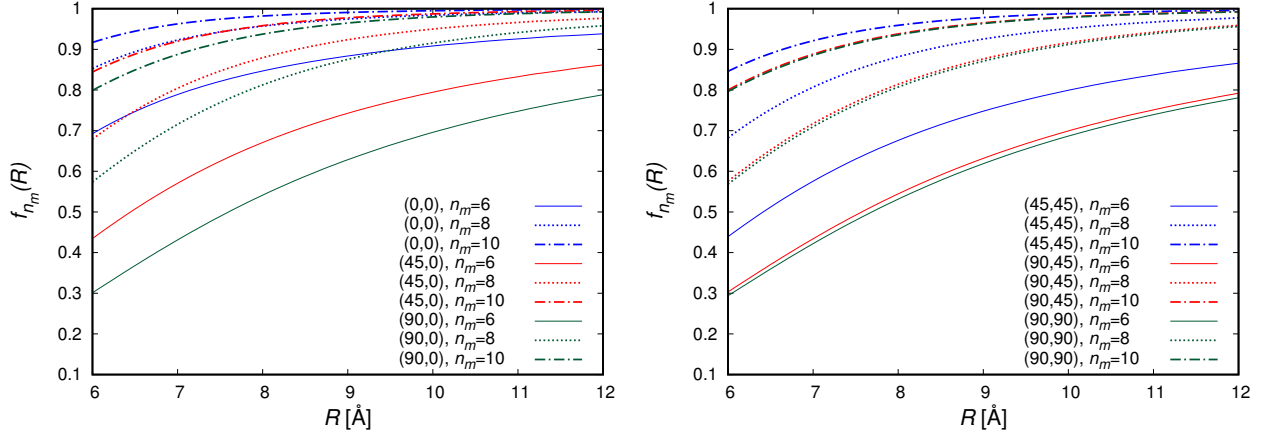 1
0.9
0.8
0.7
0.6
0.5
0.4
0.3
0.2
0.1
f_{n_m}(R)
(0,0), n_m=6
(0,0), n_m=8
(0,0), n_m=10
(45,0), n_m=6
(45,0), n_m=8
(45,0), n_m=10
(90,0), n_m=6
(90,0), n_m=8
(90,0), n_m=10
6 7 8 9 10 11 12
R [Å]
1
0.9
0.8
0.7
0.6
0.5
0.4
0.3
0.2
0.1
f_{n_m}(R)
(45,45), n_m=6
(45,45), n_m=8
(45,45), n_m=10
(90,45), n_m=6
(90,45), n_m=8
(90,45), n_m=10
(90,90), n_m=6
(90,90), n_m=8
(90,90), n_m=10
6 7 8 9 10 11 12
R [Å]